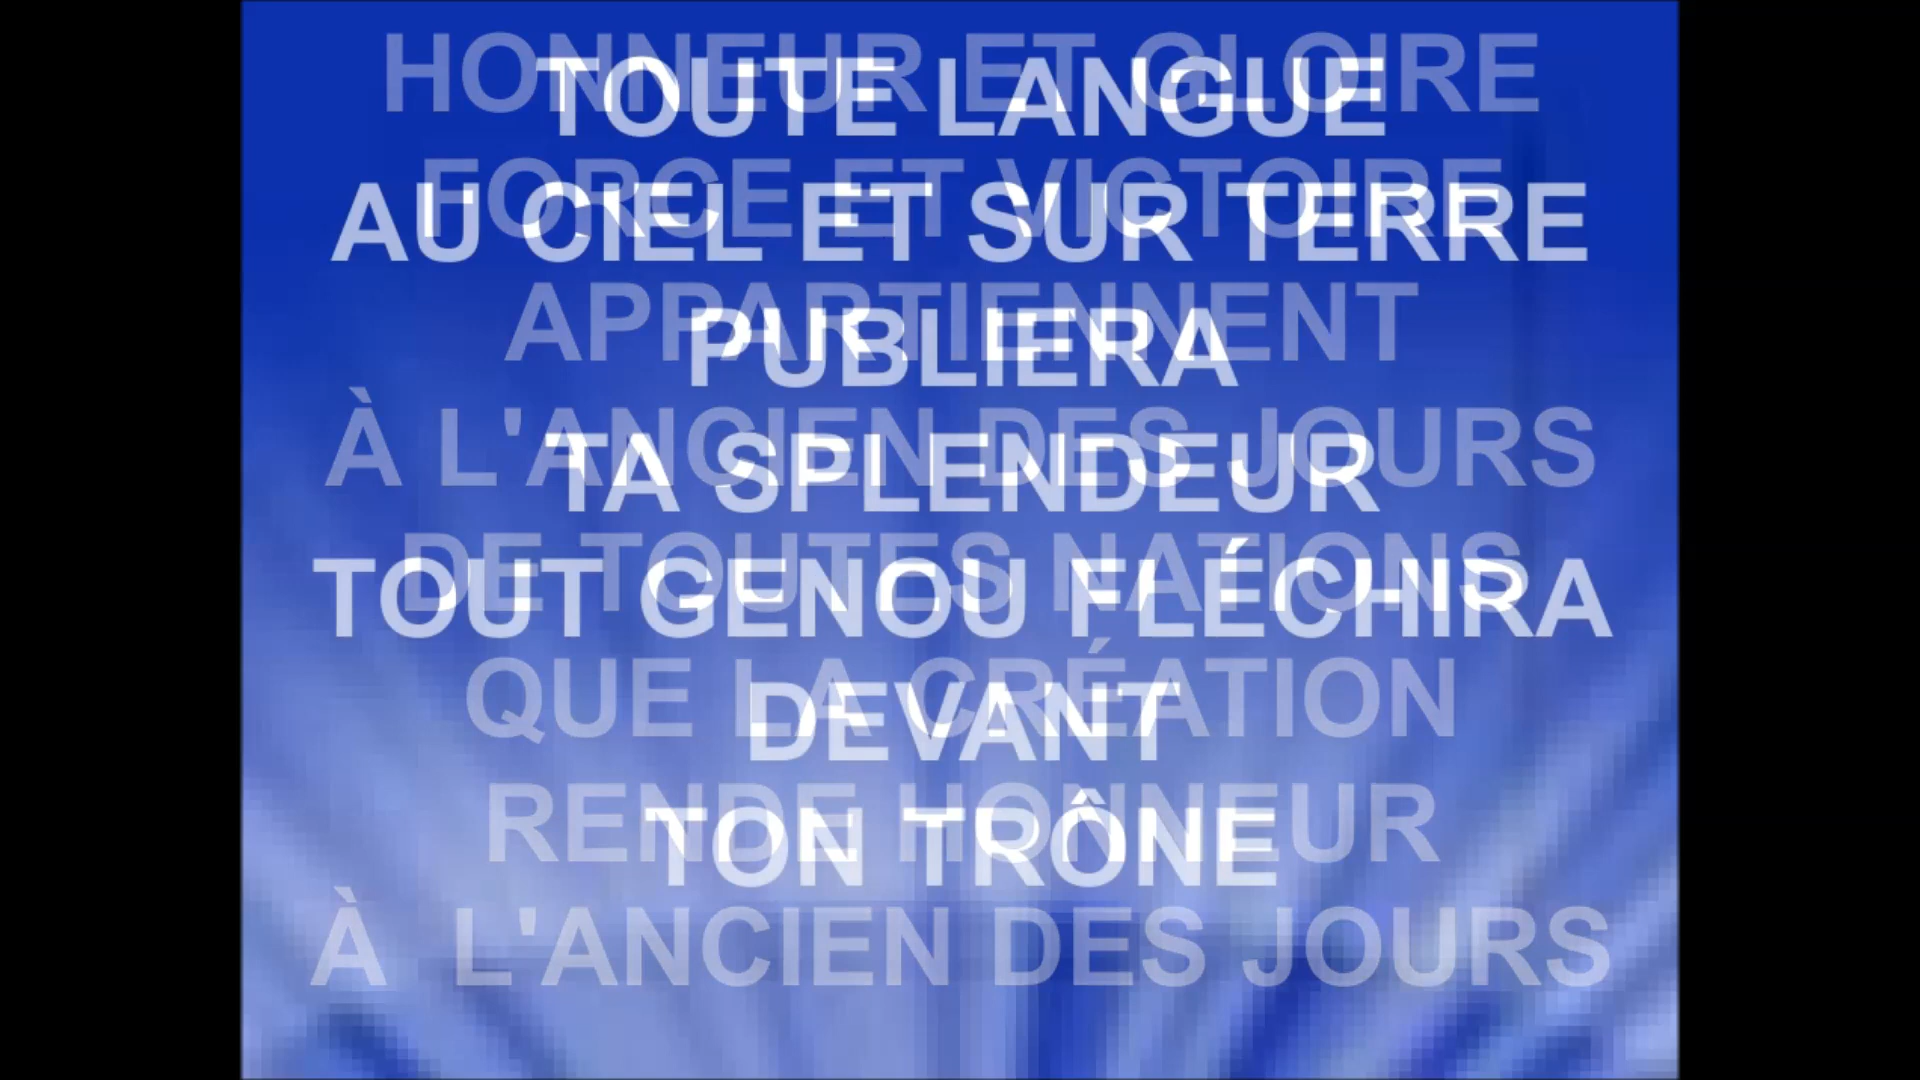 HONNEUR ET GLOIRE
TOUTE LANGUE
FORCE ET VICTOIRE
AU CIEL ET SUR TERRE
APPARTIENNENT
PUBLIERA
À L'ANCIEN DES JOURS
TA SPLENDEUR
DE TOUTES NATIONS
TOUT GENOU FLÉCHIRA
QUE LA CRÉATION
DEVANT
RENDE HONNEUR
TON TRÔNE
À L'ANCIEN DES JOURS